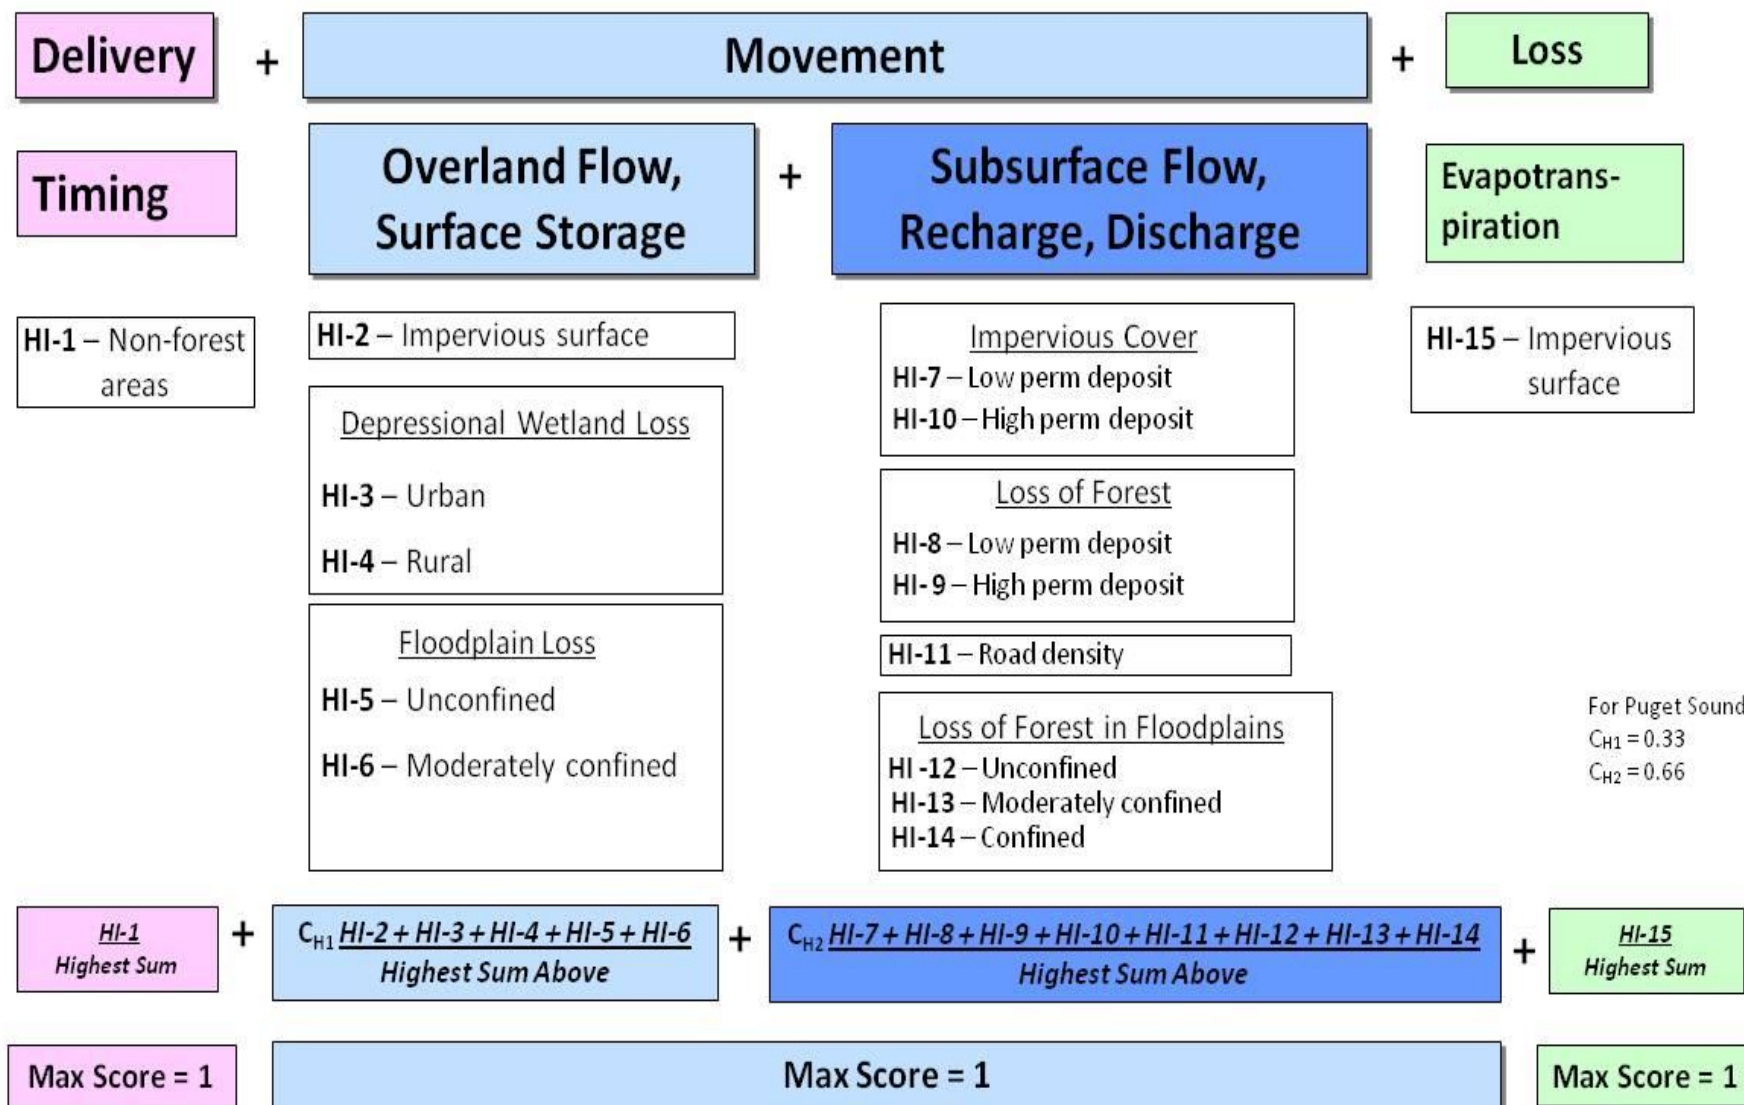 Delivery + Movement + Loss
Timing
Overland Flow,
Surface Storage
+
Subsurface Flow,
Recharge, Discharge
Evapotrans-
piration
HI-1 – Non-forest
areas
HI-2 – Impervious surface
Depressional Wetland Loss
HI-3 – Urban
HI-4 – Rural
Floodplain Loss
HI-5 – Unconfined
HI-6 – Moderately confined
Impervious Cover
HI-7 – Low perm deposit
HI-10 – High perm deposit
Loss of Forest
HI-8 – Low perm deposit
HI- 9 – High perm deposit
HI-11 – Road density
Loss of Forest in Floodplains
HI -12 – Unconfined
HI-13 – Moderately confined
HI-14 – Confined
HI-15 – Impervious
surface
For Puget Sound
CH1 = 0.33
CH2 = 0.66
HI-1
Highest Sum
+
CH1 HI-2 + HI-3 + HI-4 + HI-5 + HI-6
Highest Sum Above
+
CH2 HI-7 + HI-8 + HI-9 + HI-10 + HI-11 + HI-12 + HI-13 + HI-14
Highest Sum Above
+
HI-15
Highest Sum
Max Score = 1
Max Score = 1
Max Score = 1